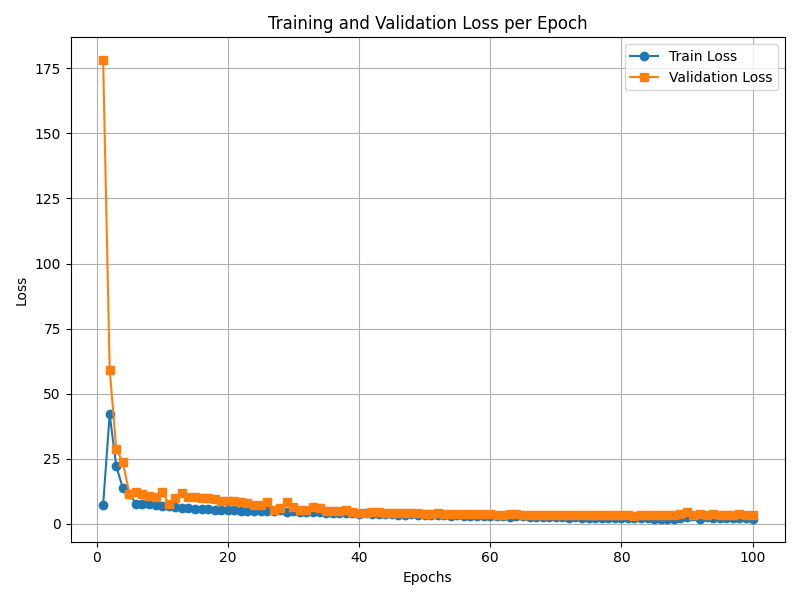 Training and Validation Loss per Epoch
Train Loss
Validation Loss
175
150
125
100
75
50
25
0
Loss
0 20 40 60 80 100
Epochs